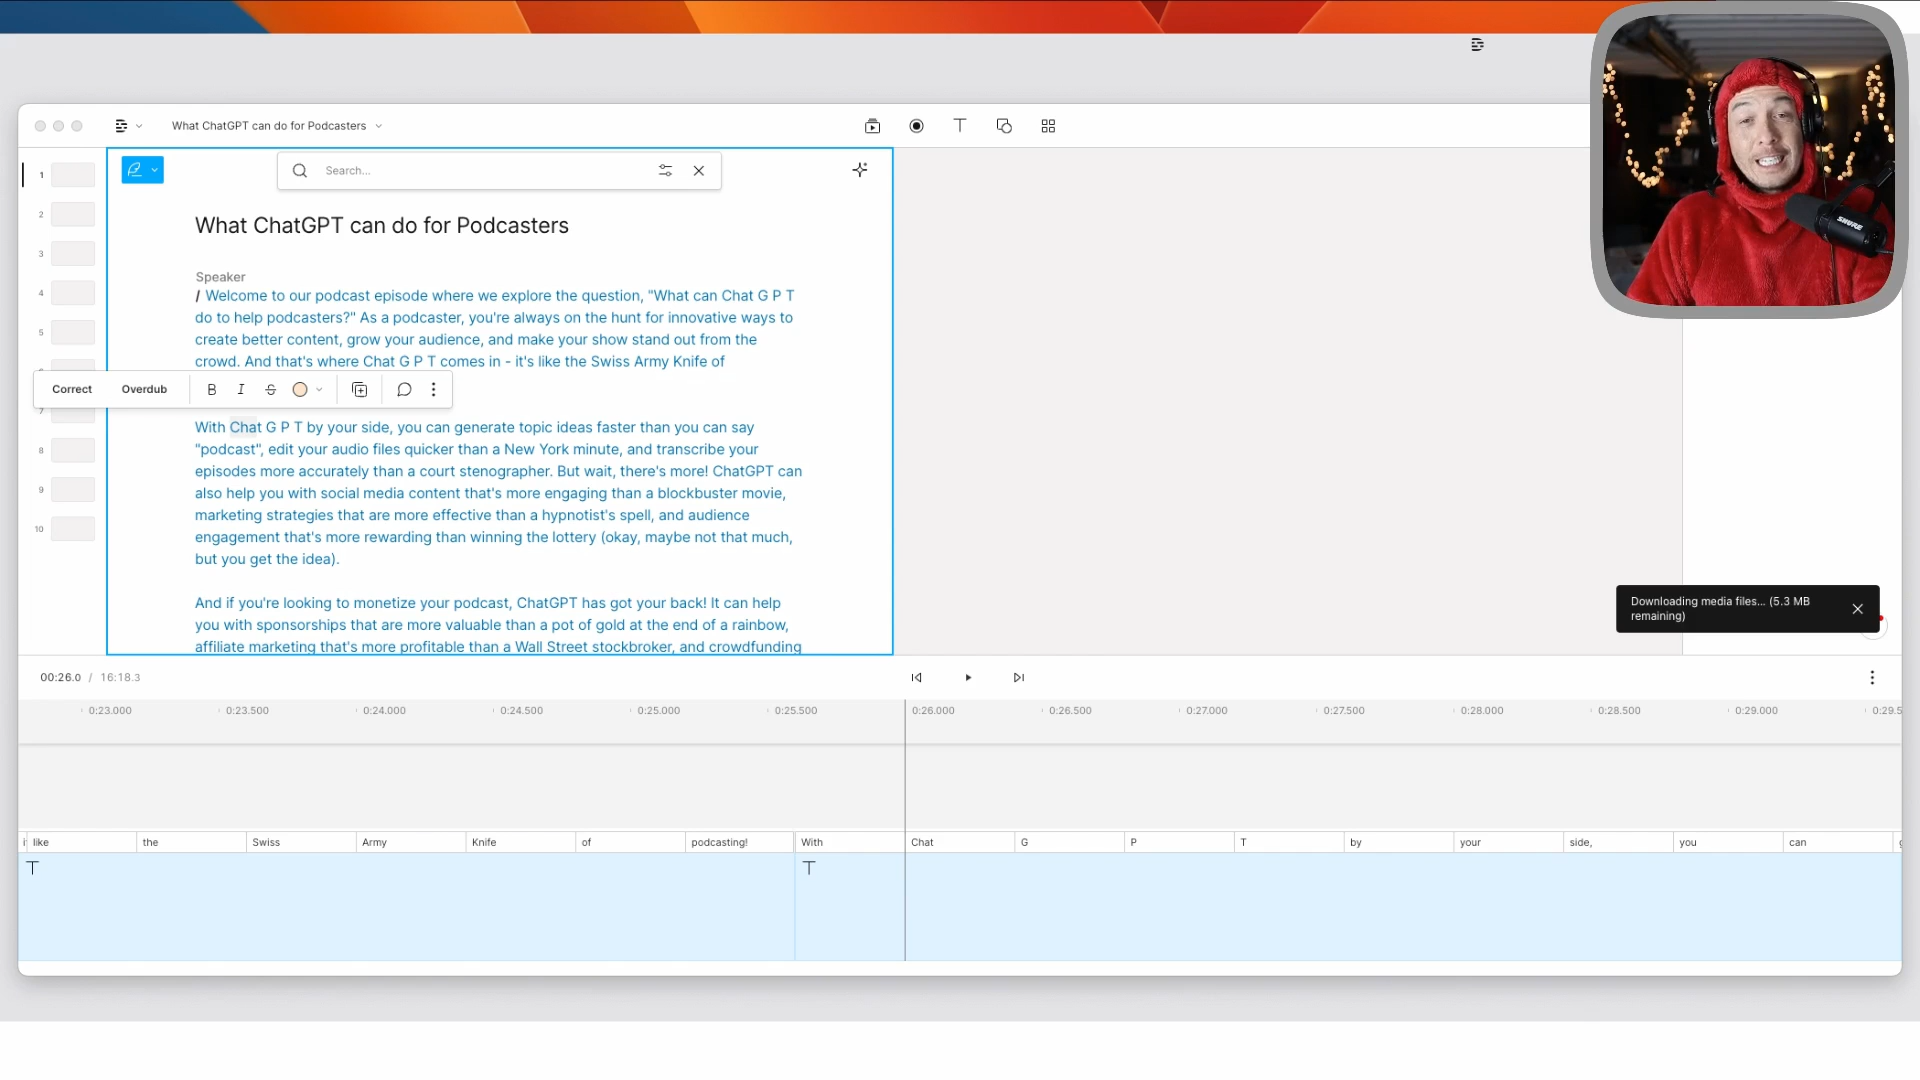 What ChatGPT can do for Podcasters
1
2
3
4
5
7
8
9
10
Search...
What ChatGPT can do for Podcasters
Speaker
/ Welcome to our podcast episode where we explore the question, "What can Chat G P T
do to help podcasters?" As a podcaster, you're always on the hunt for innovative ways to
create better content, grow your audience, and make your show stand out from the
crowd. And that's where Chat G P T comes in - it's like the Swiss Army Knife of
Correct Overdub B I S
With Chat G P T by your side, you can generate topic ideas faster than you can say
"podcast", edit your audio files quicker than a New York minute, and transcribe your
episodes more accurately than a court stenographer. But wait, there's more! ChatGPT can
also help you with social media content that's more engaging than a blockbuster movie,
marketing strategies that are more effective than a hypnotist's spell, and audience
engagement that's more rewarding than winning the lottery (okay, maybe not that much,
but you get the idea).
And if you're looking to monetize your podcast, ChatGPT has got your back! It can help
you with sponsorships that are more valuable than a pot of gold at the end of a rainbow,
affiliate marketing that's more profitable than a Wall Street stockbroker, and crowdfunding
SHURE
Downloading media files... (5.3 MB
remaining)
00:26.0 / 16:18.3
0:23.000 0:23.500 0:24.000 0:24.500 0:25.000 0:25.500 0:26.000 0:26.500 0:27.000 0:27.500 0:28.000 0:28.500 0:29.000 0:29.5
like the Swiss Army Knife of podcasting! With Chat G P T by your side, you can
T T